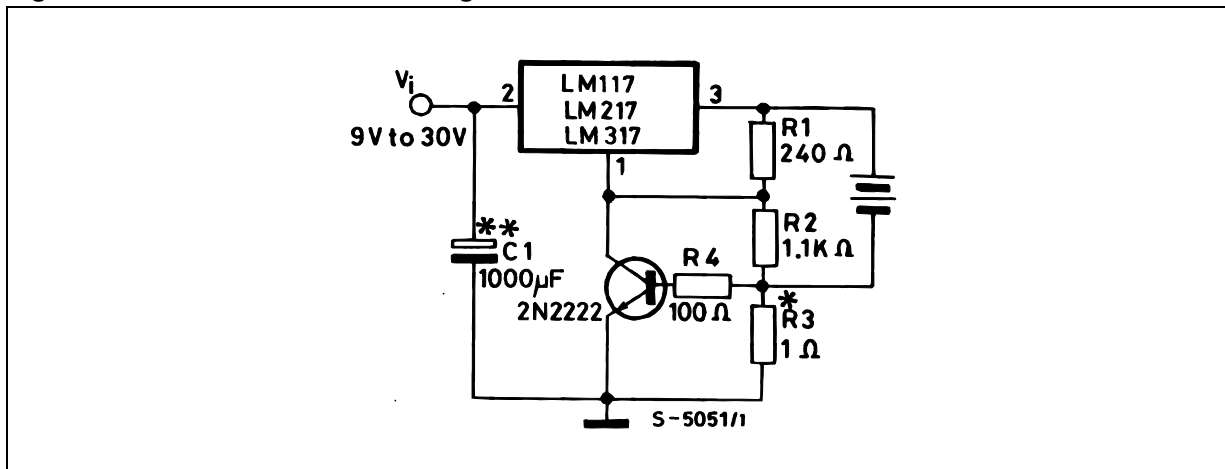 Vi
9V to 30V
2
LM117
LM217
LM317
3
1
R1
240 Ω
R2
1.1K Ω
** C1
1000µF
2N2222
R4
100 Ω
*
R3
1 Ω
S-5051/1